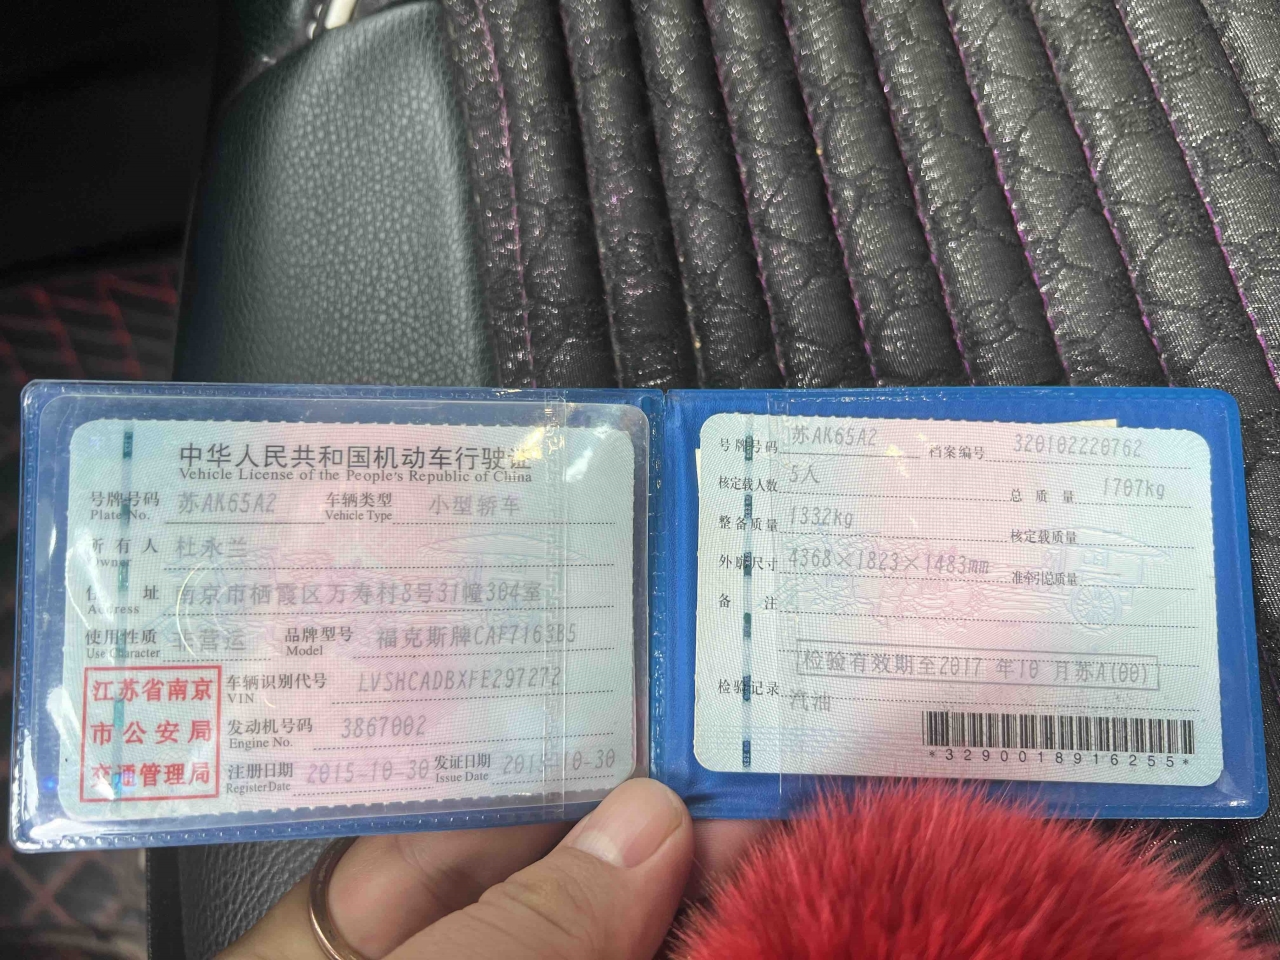 中华人民共和国机动车行驶证
Vehicle License of the People's Republic of China
号牌号码 苏AK65A2 车辆类型 小型轿车
Plate No. Vehicle Type
所有人 杜永兰
Owner
住址 南京市栖霞区万寿村8号31幢304室
Address
使用性质 非营运 品牌型号 福克斯牌CAF7163B5
Use Character Model
江苏省南京
市公安局
交通管理局
车辆识别代号 LVSHCADBXFE297272
VIN
发动机号码 3867002
Engine No.
注册日期 2015-10-30 发证日期 2015-10-30
Register Date Issue Date
号牌号码 苏AK65A2 档案编号 320102220762
核定载人数 5人 总质量 1707kg
整备质量 1332kg 核定载质量
外廓尺寸 4368×1823×1483mm 准牵引总质量
备注
检验有效期至2017年10月苏A(00)
检验记录 汽油
*3290018916255*